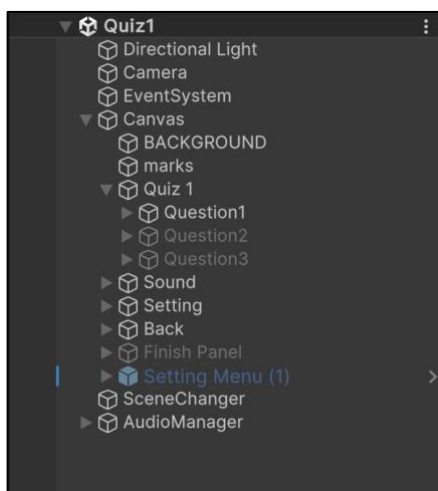 Quiz1
Directional Light
Camera
EventSystem
Canvas
BACKGROUND
marks
Quiz 1
Question1
Question2
Question3
Sound
Setting
Back
Finish Panel
Setting Menu (1)
SceneChanger
AudioManager